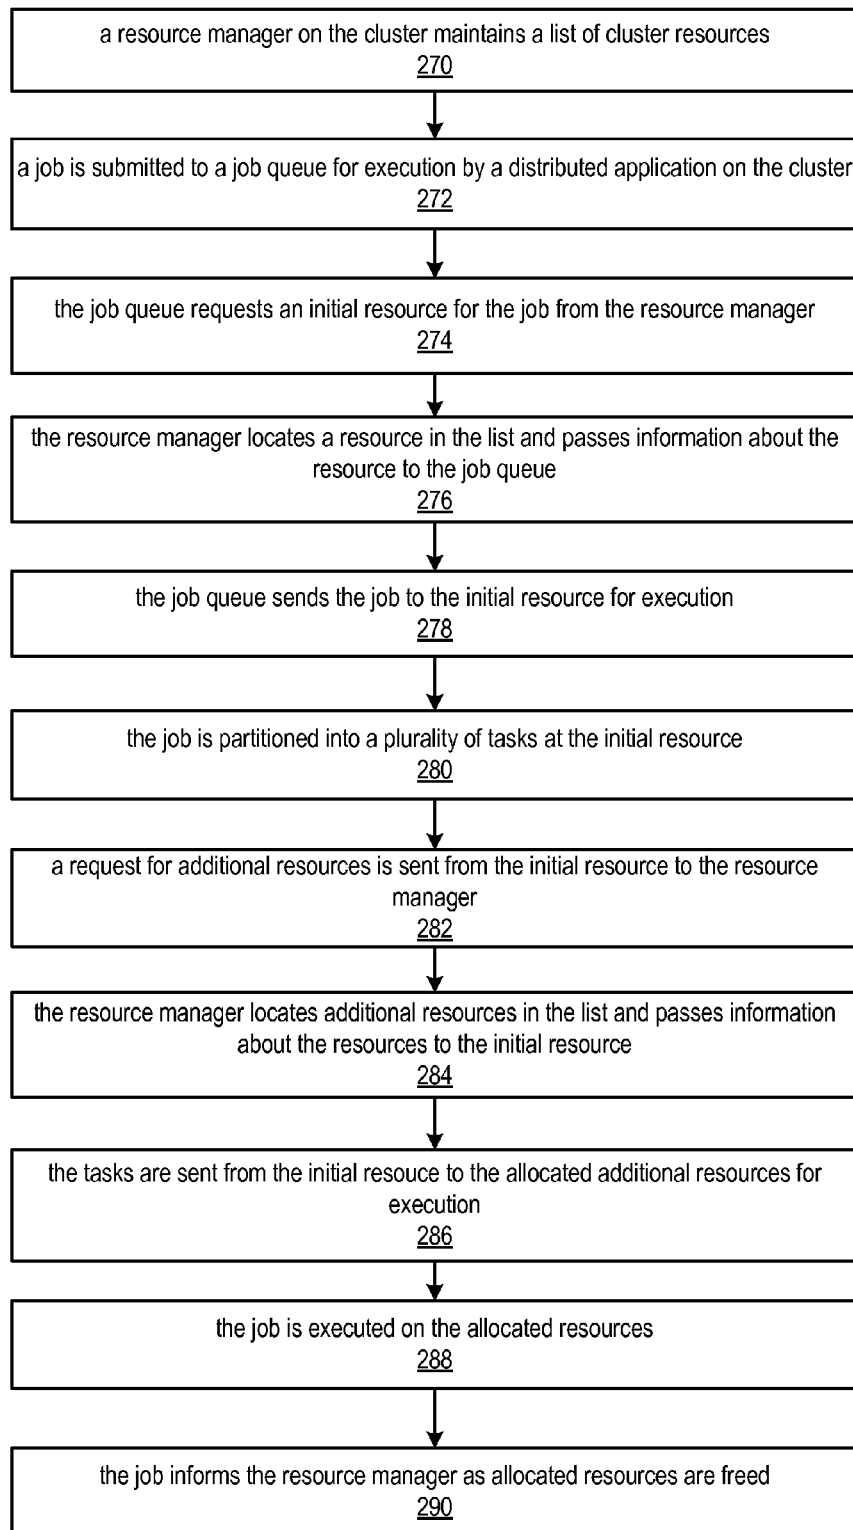 a resource manager on the cluster maintains a list of cluster resources
270
a job is submitted to a job queue for execution by a distributed application on the cluster
272
the job queue requests an initial resource for the job from the resource manager
274
the resource manager locates a resource in the list and passes information about the
resource to the job queue
276
the job queue sends the job to the initial resource for execution
278
the job is partitioned into a plurality of tasks at the initial resource
280
a request for additional resources is sent from the initial resource to the resource
manager
282
the resource manager locates additional resources in the list and passes information
about the resources to the initial resource
284
the tasks are sent from the initial resouce to the allocated additional resources for
execution
286
the job is executed on the allocated resources
288
the job informs the resource manager as allocated resources are freed
290